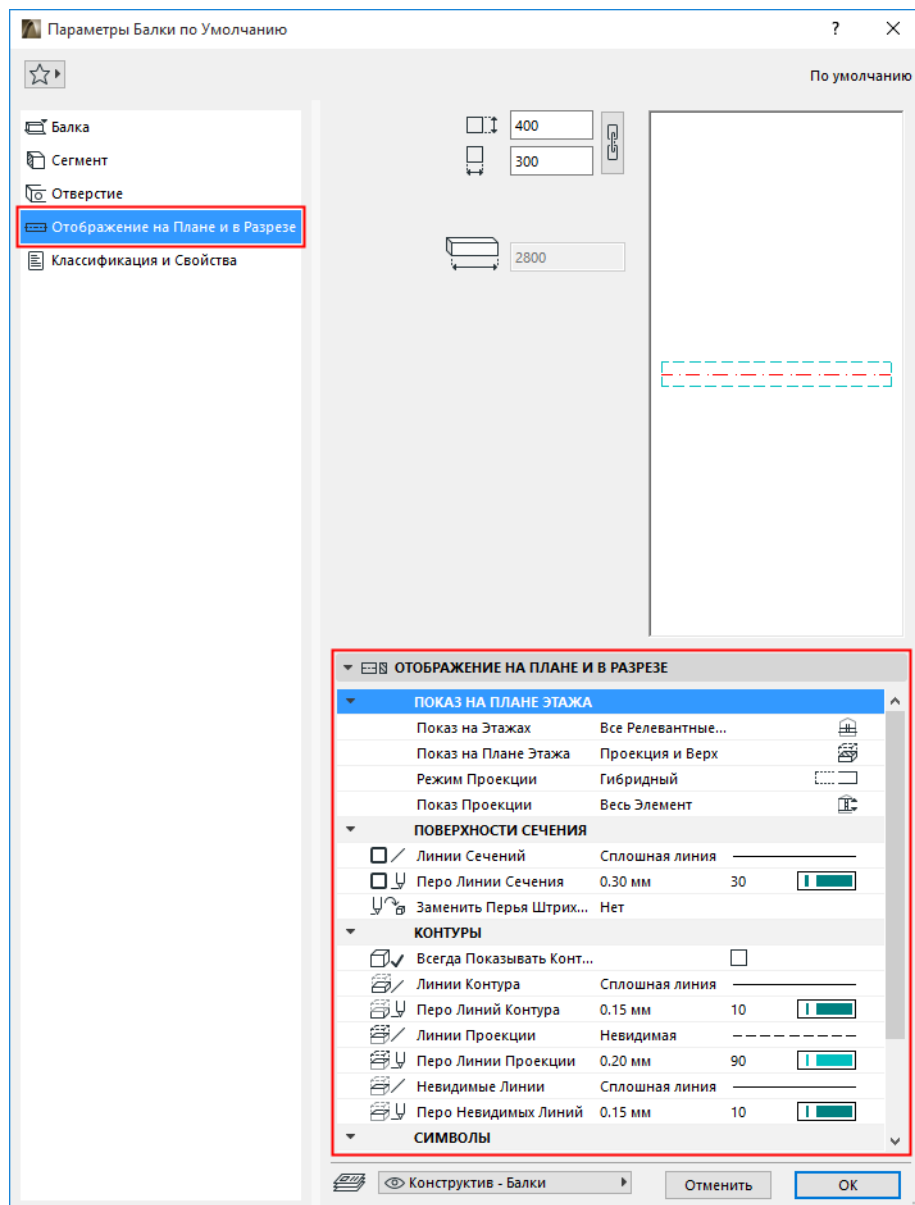 Параметры Балки по Умолчанию
?
По умолчанию
Балка
Сегмент
Отверстие
Отображение на Плане и в Разрезе
Классификация и Свойства
400
300
2800
ОТОБРАЖЕНИЕ НА ПЛАНЕ И В РАЗРЕЗЕ
ПОКАЗ НА ПЛАНЕ ЭТАЖА
Показ на Этажах Все Релевантные...
Показ на Плане Этажа Проекция и Верх
Режим Проекции Гибридный
Показ Проекции Весь Элемент
ПОВЕРХНОСТИ СЕЧЕНИЯ
Линии Сечений Сплошная линия
Перо Линии Сечения 0.30 мм 30
Заменить Перья Штрих... Нет
КОНТУРЫ
Всегда Показывать Конт...
Линии Контура Сплошная линия
Перо Линий Контура 0.15 мм 10
Линии Проекции Невидимая
Перо Линии Проекции 0.20 мм 90
Невидимые Линии Сплошная линия
Перо Невидимых Линий 0.15 мм 10
СИМВОЛЫ
Конструктив - Балки
Отменить
ОК